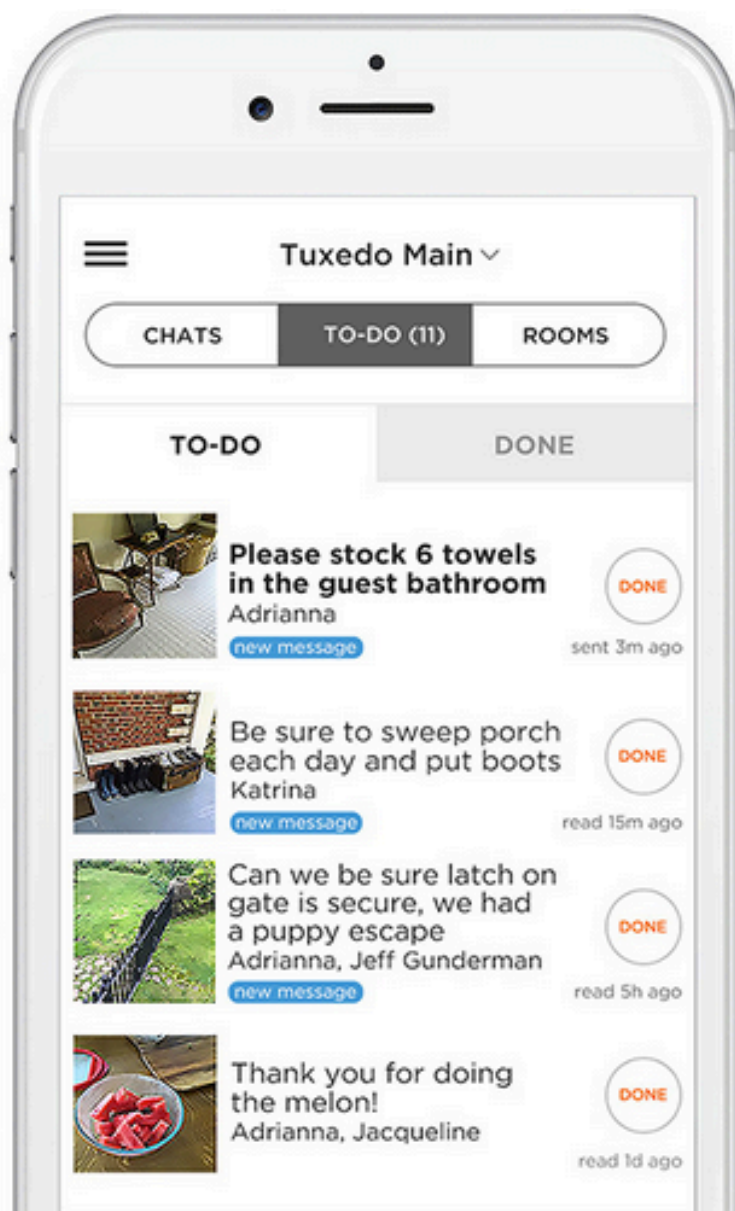 Tuxedo Main
CHATS
TO-DO (11)
ROOMS
TO-DO
DONE
Please stock 6 towels
in the guest bathroom
Adrianna
new message
DONE
sent 3m ago
Be sure to sweep porch
each day and put boots
Katrina
new message
DONE
read 15m ago
Can we be sure latch on
gate is secure, we had
a puppy escape
Adrianna, Jeff Gunderman
new message
DONE
read 5h ago
Thank you for doing
the melon!
Adrianna, Jacqueline
DONE
read 1d ago